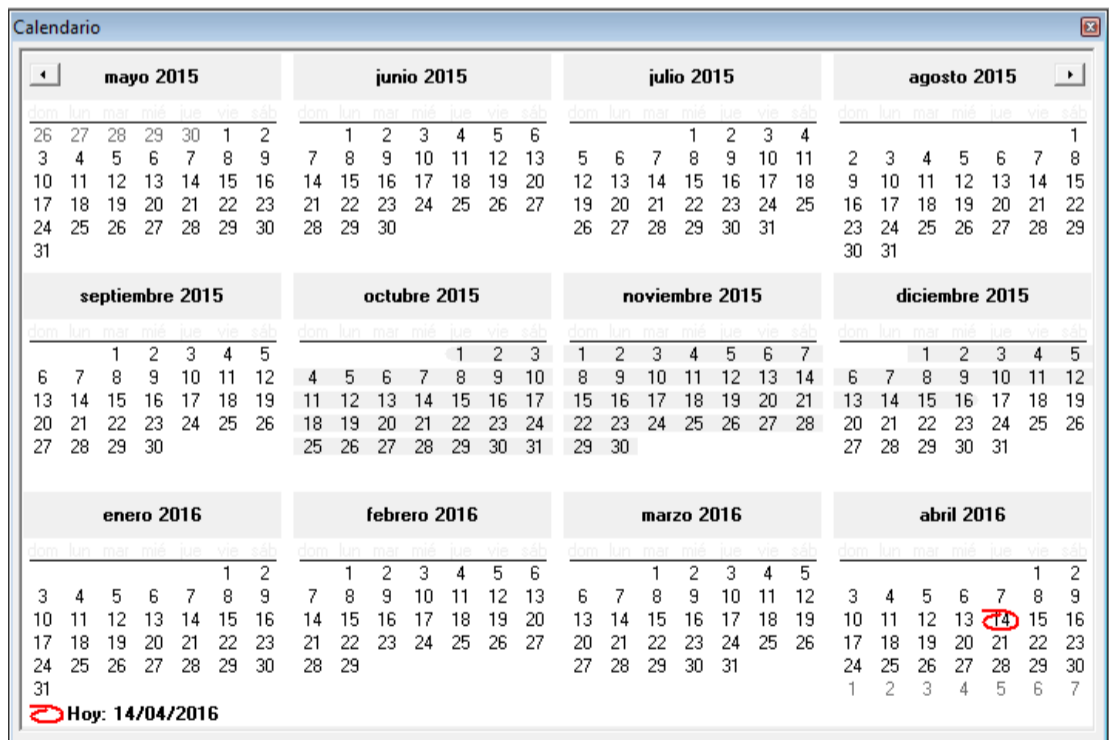 Calendario
mayo 2015 junio 2015 julio 2015 agosto 2015
dom lun mar mié jue vie sáb dom lun mar mié jue vie sáb dom lun mar mié jue vie sáb dom lun mar mié jue vie sáb
26 27 28 29 30 1 2 1 2 3 4 5 6 1 2 3 4 1
3 4 5 6 7 8 9 7 8 9 10 11 12 13 5 6 7 8 9 10 11 2 3 4 5 6 7 8
10 11 12 13 14 15 16 14 15 16 17 18 19 20 12 13 14 15 16 17 18 9 10 11 12 13 14 15
17 18 19 20 21 22 23 21 22 23 24 25 26 27 19 20 21 22 23 24 25 16 17 18 19 20 21 22
24 25 26 27 28 29 30 28 29 30 26 27 28 29 30 31 23 24 25 26 27 28 29
31 30 31
septiembre 2015 octubre 2015 noviembre 2015 diciembre 2015
dom lun mar mié jue vie sáb dom lun mar mié jue vie sáb dom lun mar mié jue vie sáb dom lun mar mié jue vie sáb
1 2 3 4 5 1 2 3 1 2 3 4 5 6 7 1 2 3 4 5
6 7 8 9 10 11 12 4 5 6 7 8 9 10 8 9 10 11 12 13 14 6 7 8 9 10 11 12
13 14 15 16 17 18 19 11 12 13 14 15 16 17 15 16 17 18 19 20 21 13 14 15 16 17 18 19
20 21 22 23 24 25 26 18 19 20 21 22 23 24 22 23 24 25 26 27 28 20 21 22 23 24 25 26
27 28 29 30 25 26 27 28 29 30 31 29 30 27 28 29 30 31
enero 2016 febrero 2016 marzo 2016 abril 2016
dom lun mar mié jue vie sáb dom lun mar mié jue vie sáb dom lun mar mié jue vie sáb dom lun mar mié jue vie sáb
1 2 1 2 3 4 5 6 1 2 3 4 5 1 2
3 4 5 6 7 8 9 7 8 9 10 11 12 13 6 7 8 9 10 11 12 3 4 5 6 7 8 9
10 11 12 13 14 15 16 14 15 16 17 18 19 20 13 14 15 16 17 18 19 10 11 12 13 14 15 16
17 18 19 20 21 22 23 21 22 23 24 25 26 27 20 21 22 23 24 25 26 17 18 19 20 21 22 23
24 25 26 27 28 29 30 28 29 27 28 29 30 31 24 25 26 27 28 29 30
31 1 2 3 4 5 6 7
Hoy: 14/04/2016